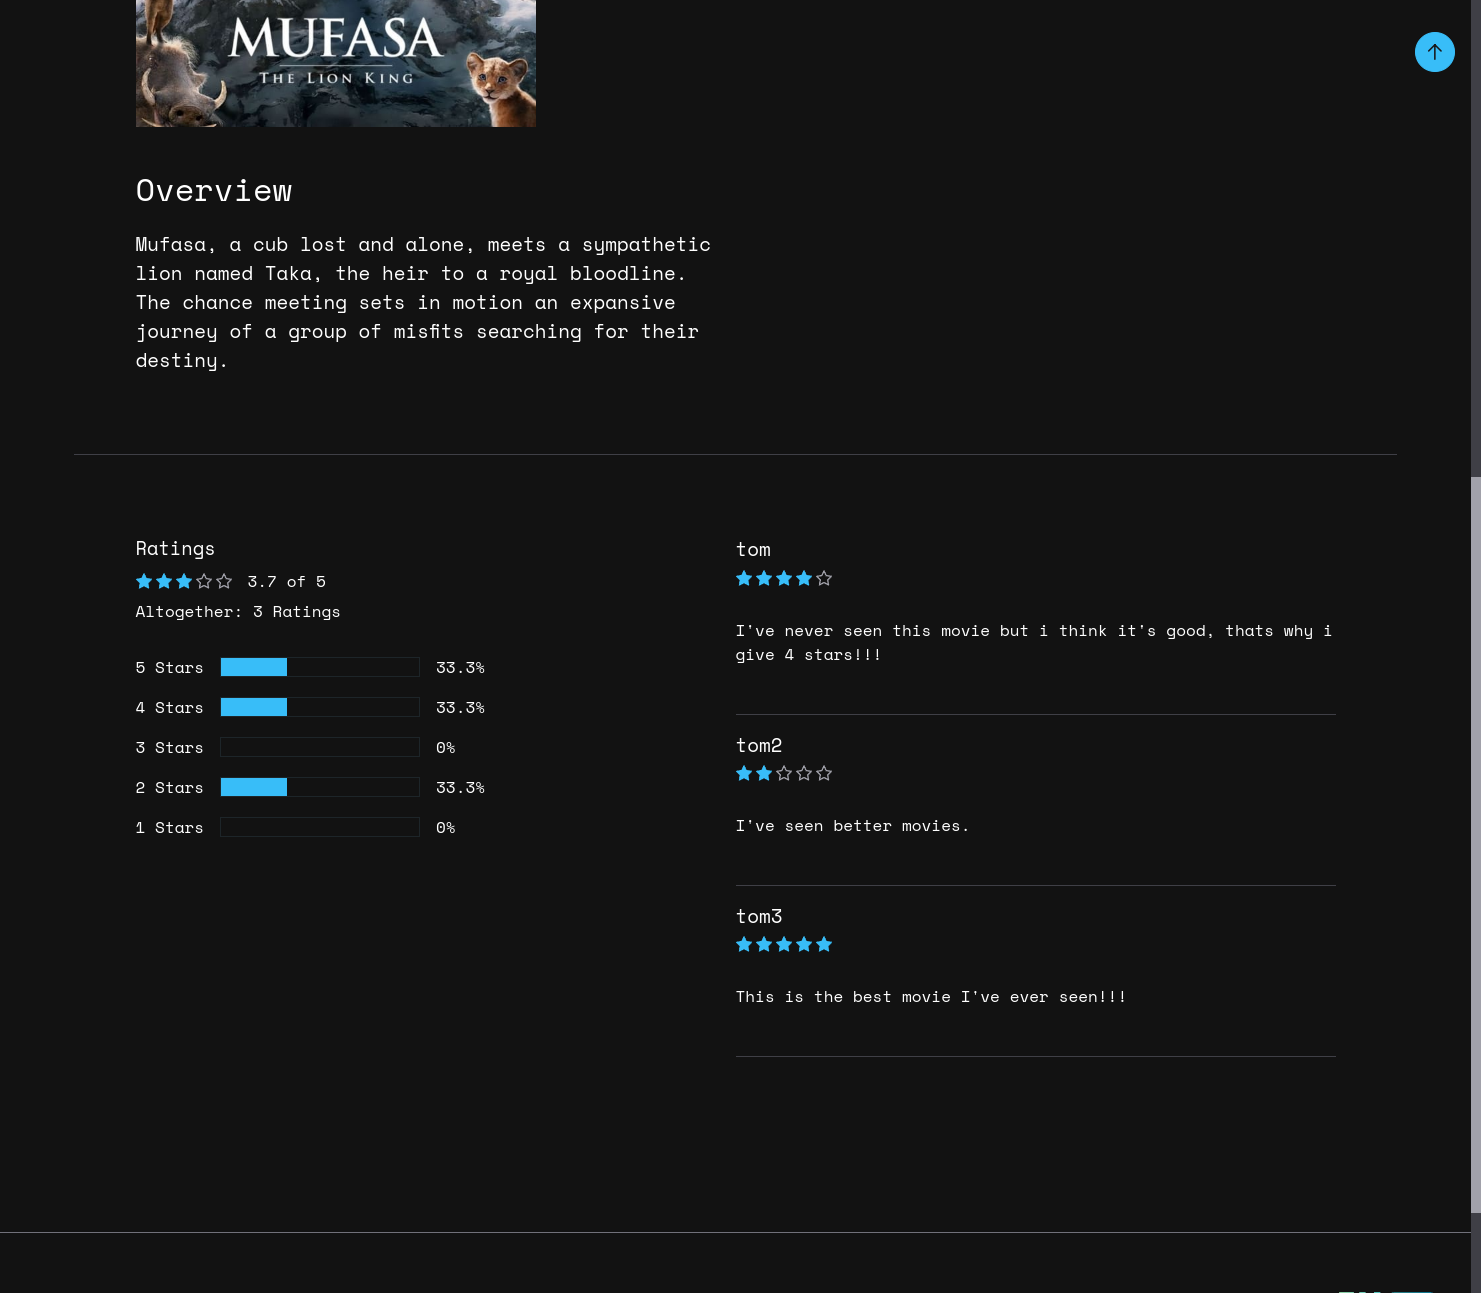 MUFASA
THE LION KING
Overview
Mufasa, a cub lost and alone, meets a sympathetic
lion named Taka, the heir to a royal bloodline.
The chance meeting sets in motion an expansive
journey of a group of misfits searching for their
destiny.
Ratings
3.7 of 5
Altogether: 3 Ratings
5 Stars 33.3%
4 Stars 33.3%
3 Stars 0%
2 Stars 33.3%
1 Stars 0%
tom
I've never seen this movie but i think it's good, thats why i
give 4 stars!!!
tom2
I've seen better movies.
tom3
This is the best movie I've ever seen!!!